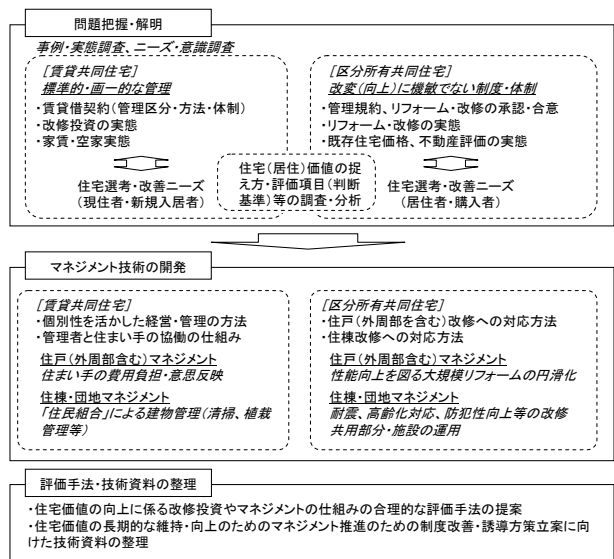 問題把握・解明
事例・実態調査、ニーズ・意識調査
［賃貸共同住宅］
標準的・画一的な管理
・賃貸借契約（管理区分・方法・体制）
・改修投資の実態
・家賃・空家実態
住宅選考・改善ニーズ
（現住者・新規入居者）
［区分所有共同住宅］
改変（向上）に機敏でない制度・体制
・管理規約、リフォーム・改修の承認・合意
・リフォーム・改修の実態
・既存住宅価格、不動産評価の実態
住宅選考・改善ニーズ
（居住者・購入者）
住宅（居住）価値の捉
え方・評価項目（判断
基準）等の調査・分析
マネジメント技術の開発
［賃貸共同住宅］
・個別性を活かした経営・管理の方法
・管理者と住まい手の協働の仕組み
住戸（外周部含む）マネジメント
住まい手の費用負担・意思反映
住棟・団地マネジメント
「住民組合」による建物管理（清掃、植栽
管理等）
［区分所有共同住宅］
・住戸（外周部を含む）改修への対応方法
・住棟改修への対応方法
住戸（外周部含む）マネジメント
性能向上を図る大規模リフォームの円滑化
住棟・団地マネジメント
耐震、高齢化対応、防犯性向上等の改修
共用部分・施設の運用
評価手法・技術資料の整理
・住宅価値の向上に係る改修投資やマネジメントの仕組みの合理的な評価手法の提案
・住宅価値の長期的な維持・向上のためのマネジメント推進のための制度改善・誘導方策立案に向
けた技術資料の整理